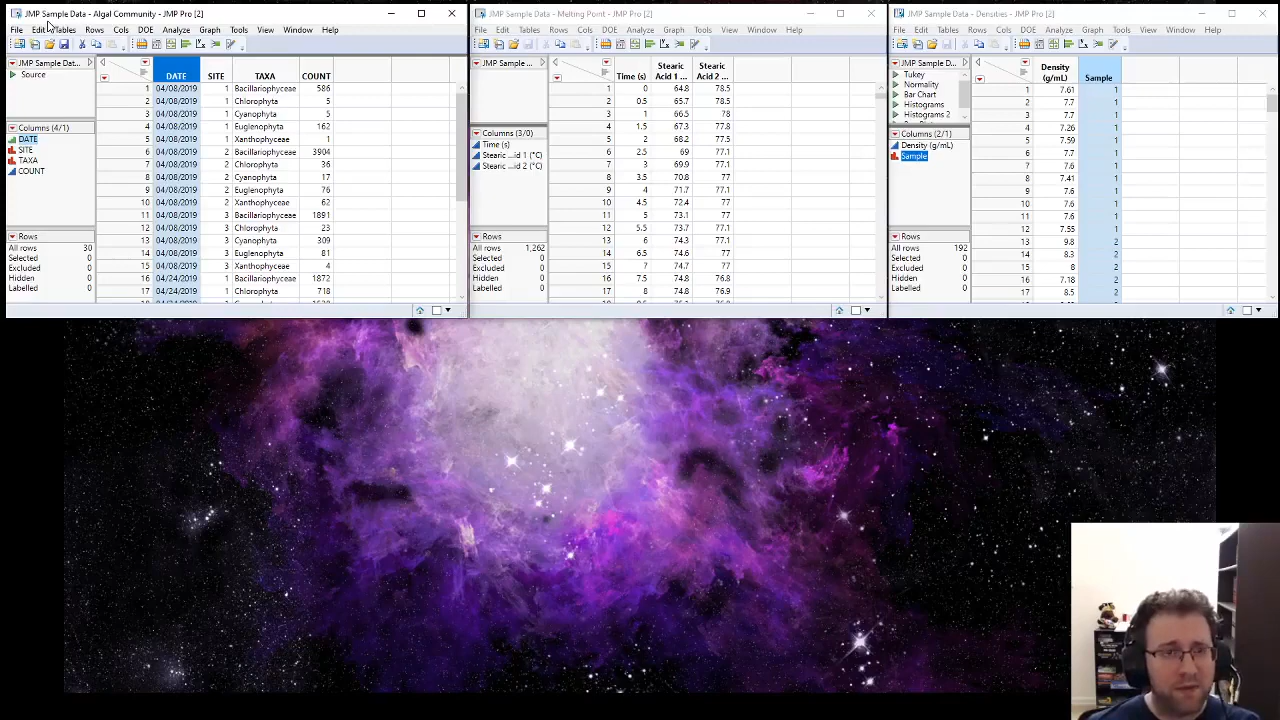 JMP Sample Data - Algal Community - JMP Pro [2]
File Edit Tables Rows Cols DOE Analyze Graph Tools View Window Help
JMP Sample Dat...
Source
Columns (4/1)
DATE
SITE
TAXA
COUNT
Rows
All rows 30
Selected 0
Excluded 0
Hidden 0
Labelled 0
DATE SITE TAXA COUNT
1 04/08/2019 1 Bacillariophyceae 586
2 04/08/2019 1 Chlorophyta 5
3 04/08/2019 1 Cyanophyta 5
4 04/08/2019 1 Euglenophyta 162
5 04/08/2019 1 Xanthophyceae 1
6 04/08/2019 2 Bacillariophyceae 3904
7 04/08/2019 2 Chlorophyta 36
8 04/08/2019 2 Cyanophyta 17
9 04/08/2019 2 Euglenophyta 76
10 04/08/2019 2 Xanthophyceae 62
11 04/08/2019 3 Bacillariophyceae 1891
12 04/08/2019 3 Chlorophyta 23
13 04/08/2019 3 Cyanophyta 309
14 04/08/2019 3 Euglenophyta 81
15 04/08/2019 3 Xanthophyceae 4
16 04/24/2019 1 Bacillariophyceae 1872
17 04/24/2019 1 Chlorophyta 718
JMP Sample Data - Melting Point - JMP Pro [2]
File Edit Tables Rows Cols DOE Analyze Graph Tools View Window Help
JMP Sample ...
Columns (3/0)
Time (s)
Stearic ...id 1 (°C)
Stearic ...id 2 (°C)
Rows
All rows 1,262
Selected 0
Excluded 0
Hidden 0
Labelled 0
Time (s) Stearic Acid 1 ... Stearic Acid 2 ...
1 0 64.8 78.5
2 0.5 65.7 78.5
3 1 66.5 78
4 1.5 67.3 77.8
5 2 68.2 77.5
6 2.5 69 77.1
7 3 69.9 77.1
8 3.5 70.8 77
9 4 71.7 77.1
10 4.5 72.4 77
11 5 73.1 77.1
12 5.5 73.7 77.1
13 6 74.3 77.1
14 6.5 74.6 77
15 7 74.7 77
16 7.5 74.8 76.8
17 8 74.8 76.9
JMP Sample Data - Densities - JMP Pro [2]
File Edit Tables Rows Cols DOE Analyze Graph Tools View Window Help
JMP Sample D...
Tukey
Normality
Bar Chart
Histograms
Histograms 2
Columns (2/1)
Density (g/mL)
Sample
Rows
All rows 192
Selected 0
Excluded 0
Hidden 0
Labelled 0
Density (g/mL) Sample
1 7.61 1
2 7.7 1
3 7.7 1
4 7.26 1
5 7.59 1
6 7.7 1
7 7.6 1
8 7.41 1
9 7.6 1
10 7.6 1
11 7.6 1
12 7.55 1
13 9.8 2
14 8.3 2
15 8 2
16 7.18 2
17 8.5 2